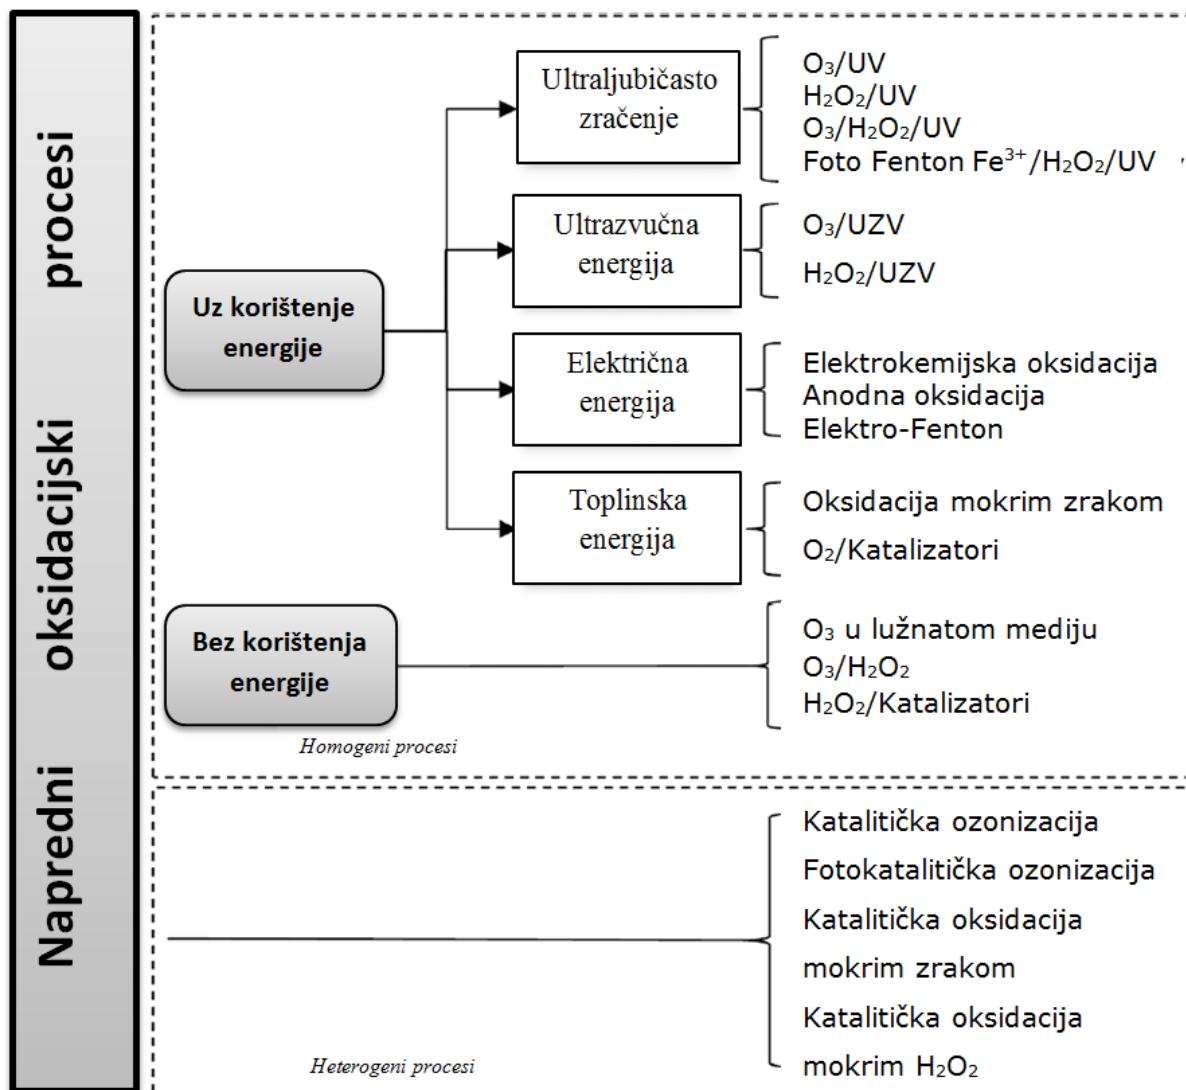 Napredni oksidacijski procesi
Uz korištenje
energije
Ultraljubičasto
zračenje
O₃/UV
H₂O₂/UV
O₃/H₂O₂/UV
Foto Fenton Fe³⁺/H₂O₂/UV
Ultrazvučna
energija
O₃/UZV
H₂O₂/UZV
Električna
energija
Elektrokemijska oksidacija
Anodna oksidacija
Elektro-Fenton
Toplinska
energija
Oksidacija mokrim zrakom
O₂/Katalizatori
Bez korištenja
energije
O₃ u lužnatom mediju
O₃/H₂O₂
H₂O₂/Katalizatori
Homogeni procesi
Katalitička ozonizacija
Fotokatalitička ozonizacija
Katalitička oksidacija
mokrim zrakom
Katalitička oksidacija
mokrim H₂O₂
Heterogeni procesi